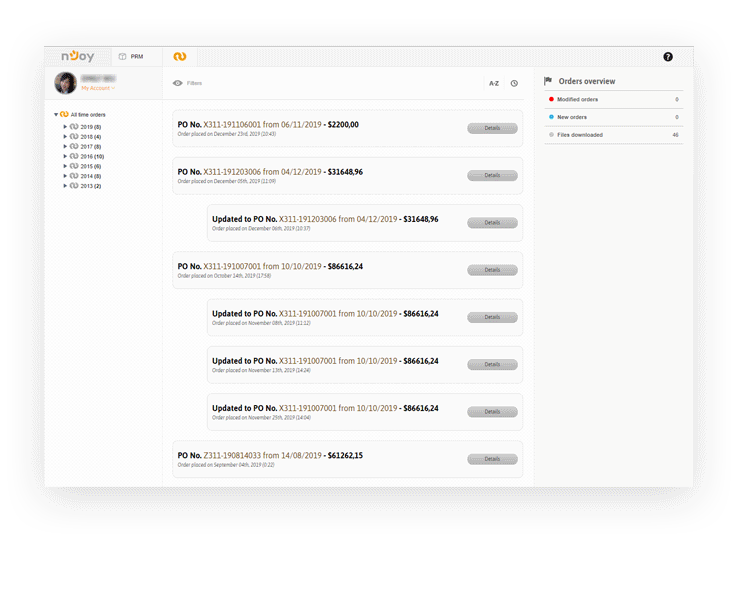 nJoy
PRM
My Account
Filters
A-Z
?
Orders overview
Modified orders 0
New orders 0
Files downloaded 46
All time orders
2019 (8)
2018 (4)
2017 (8)
2016 (10)
2015 (6)
2014 (8)
2013 (2)
PO No. X311-191106001 from 06/11/2019 - $2200,00
Order placed on December 23rd, 2019 (10:43)
Details
PO No. X311-191203006 from 04/12/2019 - $31648,96
Order placed on December 05th, 2019 (11:09)
Details
Updated to PO No. X311-191203006 from 04/12/2019 - $31648,96
Order placed on December 06th, 2019 (10:37)
Details
PO No. X311-191007001 from 10/10/2019 - $86616,24
Order placed on October 14th, 2019 (17:58)
Details
Updated to PO No. X311-191007001 from 10/10/2019 - $86616,24
Order placed on November 08th, 2019 (11:12)
Details
Updated to PO No. X311-191007001 from 10/10/2019 - $86616,24
Order placed on November 13th, 2019 (14:24)
Details
Updated to PO No. X311-191007001 from 10/10/2019 - $86616,24
Order placed on November 25th, 2019 (14:04)
Details
PO No. Z311-190814033 from 14/08/2019 - $61262,15
Order placed on September 04th, 2019 (0:22)
Details